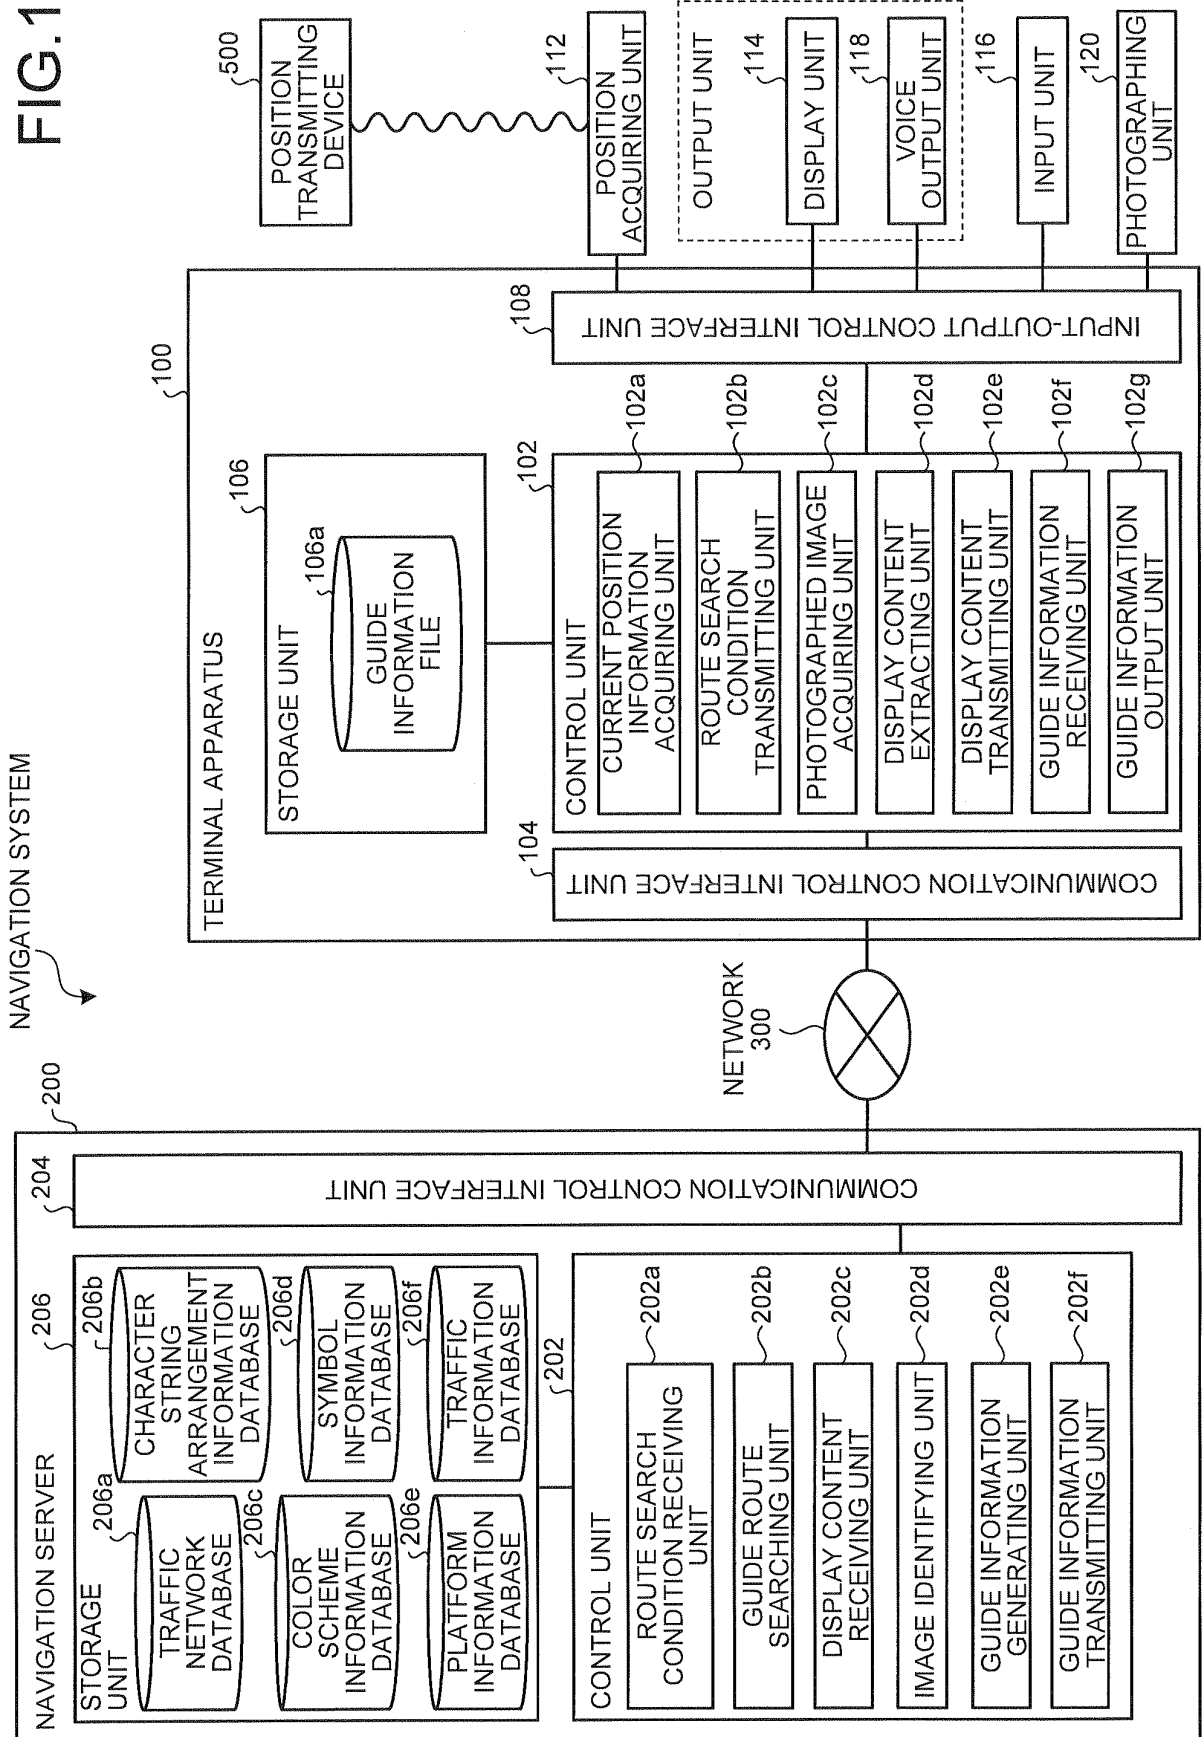 FIG.1
NAVIGATION SYSTEM
NAVIGATION SERVER
200
STORAGE
UNIT
206
206a
TRAFFIC
NETWORK
DATABASE
206b
CHARACTER
STRING
ARRANGEMENT
INFORMATION
DATABASE
206c
COLOR
SCHEME
INFORMATION
DATABASE
206d
SYMBOL
INFORMATION
DATABASE
206e
PLATFORM
INFORMATION
DATABASE
206f
TRAFFIC
INFORMATION
DATABASE
204
COMMUNICATION CONTROL INTERFACE UNIT
CONTROL UNIT
202
ROUTE SEARCH
CONDITION RECEIVING
UNIT
202a
GUIDE ROUTE
SEARCHING UNIT
202b
DISPLAY CONTENT
RECEIVING UNIT
202c
IMAGE IDENTIFYING UNIT
202d
GUIDE INFORMATION
GENERATING UNIT
202e
GUIDE INFORMATION
TRANSMITTING UNIT
202f
NETWORK
300
TERMINAL APPARATUS
100
STORAGE UNIT
106
106a
GUIDE
INFORMATION
FILE
104
COMMUNICATION CONTROL INTERFACE UNIT
CONTROL UNIT
102
CURRENT POSITION
INFORMATION
ACQUIRING UNIT
102a
ROUTE SEARCH
CONDITION
TRANSMITTING UNIT
102b
PHOTOGRAPHED IMAGE
ACQUIRING UNIT
102c
DISPLAY CONTENT
EXTRACTING UNIT
102d
DISPLAY CONTENT
TRANSMITTING UNIT
102e
GUIDE INFORMATION
RECEIVING UNIT
102f
GUIDE INFORMATION
OUTPUT UNIT
102g
108
INPUT-OUTPUT CONTROL INTERFACE UNIT
500
POSITION
TRANSMITTING
DEVICE
112
POSITION
ACQUIRING UNIT
OUTPUT UNIT
114
DISPLAY UNIT
118
VOICE
OUTPUT UNIT
116
INPUT UNIT
120
PHOTOGRAPHING
UNIT